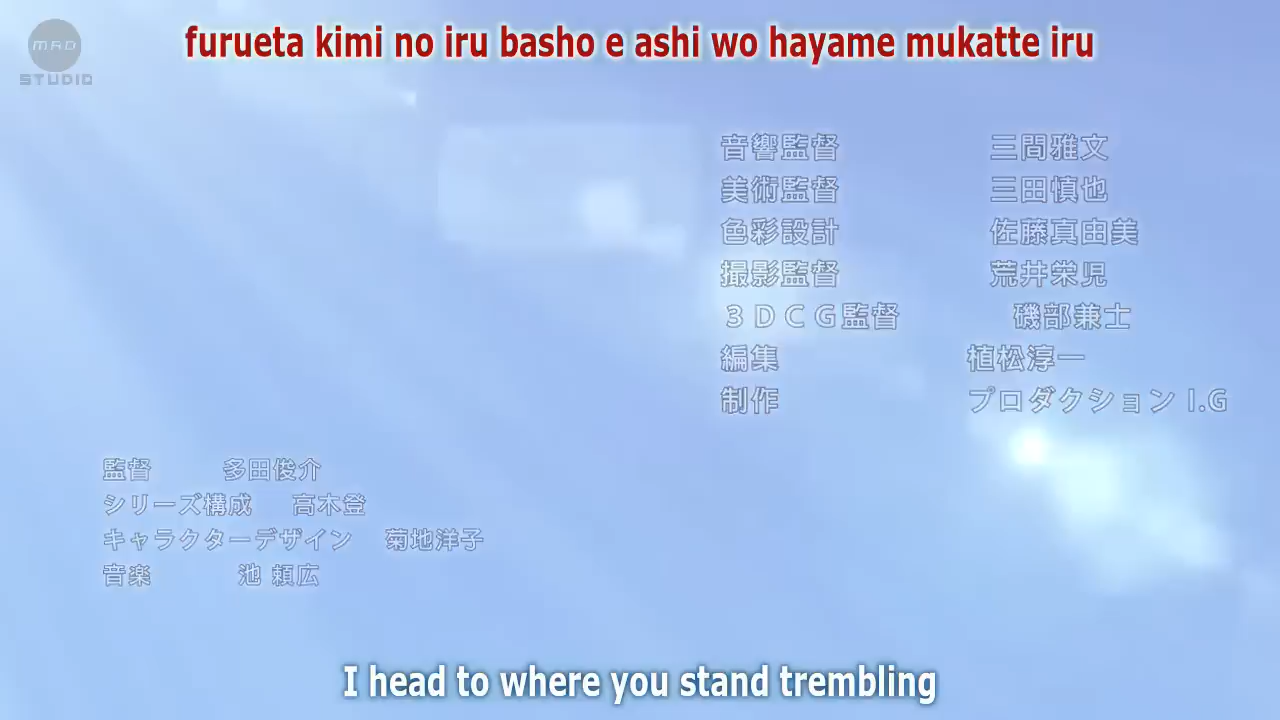 MAD
STUDIO
furueta kimi no iru basho e ashi wo hayame mukatte iru
音響監督 三間雅文
美術監督 三田慎也
色彩設計 佐藤真由美
撮影監督 荒井栄児
３ＤＣＧ監督 磯部兼士
編集 植松淳一
制作 プロダクション I.G
監督 多田俊介
シリーズ構成 高木登
キャラクターデザイン 菊地洋子
音楽 池 頼広
I head to where you stand trembling